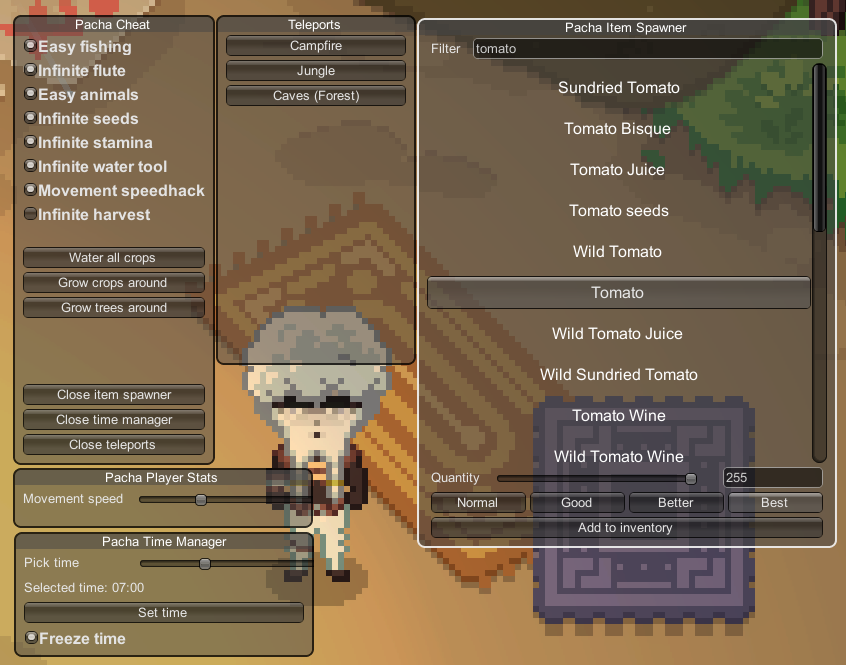 Pacha Cheat
Easy fishing
Infinite flute
Easy animals
Infinite seeds
Infinite stamina
Infinite water tool
Movement speedhack
Infinite harvest
Water all crops
Grow crops around
Grow trees around
Close item spawner
Close time manager
Close teleports
Teleports
Campfire
Jungle
Caves (Forest)
Pacha Item Spawner
Filter tomato
Sundried Tomato
Tomato Bisque
Tomato Juice
Tomato seeds
Wild Tomato
Tomato
Wild Tomato Juice
Wild Sundried Tomato
Tomato Wine
Wild Tomato Wine
Quantity 255
Normal Good Better Best
Add to inventory
Pacha Player Stats
Movement speed
Pacha Time Manager
Pick time
Selected time: 07:00
Set time
Freeze time